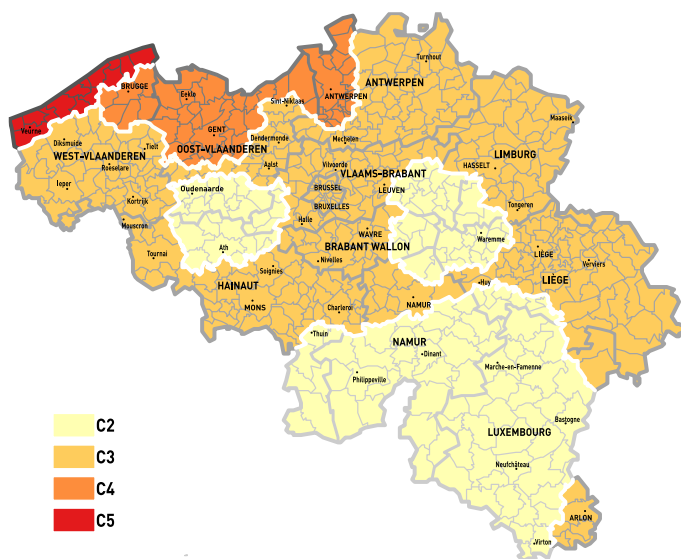 Turnhout
BRUGGE
ANTWERPEN
Eekle
ANTWERPEN
Sint-Niklaas
Maaseik
Veurne
GENT
Dendermonde
Mechelen
Diksmuide
Tielt
OOST-VLAANDEREN
WEST-VLAANDEREN
LIMBURG
Roeselare
Aalst
Vilvoorde
HASSELT
VLAAMS-BRABANT
Ieper
Oudenaarde
BRUSSEL
LEUVEN
Kortrijk
BRUXELLES
Tongeren
Mouscron
Halle
WAVRE
Waremme
Ath
BRABANT WALLON
LIÈGE
Tournai
Nivelles
Verviers
Soignies
LIÈGE
HAINAUT
Huy
MONS
NAMUR
Charleroi
Thuin
NAMUR
Dinant
Marche-en-Famenne
Philippeville
C2
Bastogne
LUXEMBOURG
C3
Neufchâteau
C4
C5
ARLON
Virton